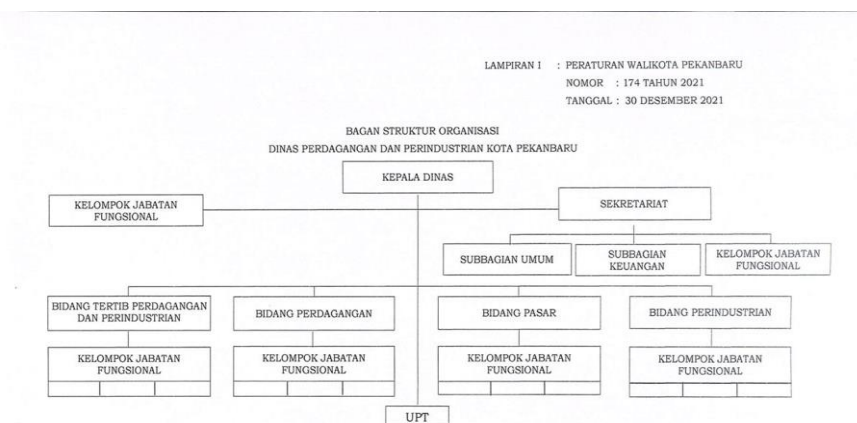 LAMPIRAN I : PERATURAN WALIKOTA PEKANBARU
NOMOR : 174 TAHUN 2021
TANGGAL : 30 DESEMBER 2021
BAGAN STRUKTUR ORGANISASI
DINAS PERDAGANGAN DAN PERINDUSTRIAN KOTA PEKANBARU
KEPALA DINAS
KELOMPOK JABATAN
FUNGSIONAL
SEKRETARIAT
SUBBAGIAN UMUM
SUBBAGIAN
KEUANGAN
KELOMPOK JABATAN
FUNGSIONAL
BIDANG TERTIB PERDAGANGAN
DAN PERINDUSTRIAN
BIDANG PERDAGANGAN
BIDANG PASAR
BIDANG PERINDUSTRIAN
KELOMPOK JABATAN
FUNGSIONAL
KELOMPOK JABATAN
FUNGSIONAL
KELOMPOK JABATAN
FUNGSIONAL
KELOMPOK JABATAN
FUNGSIONAL
UPT